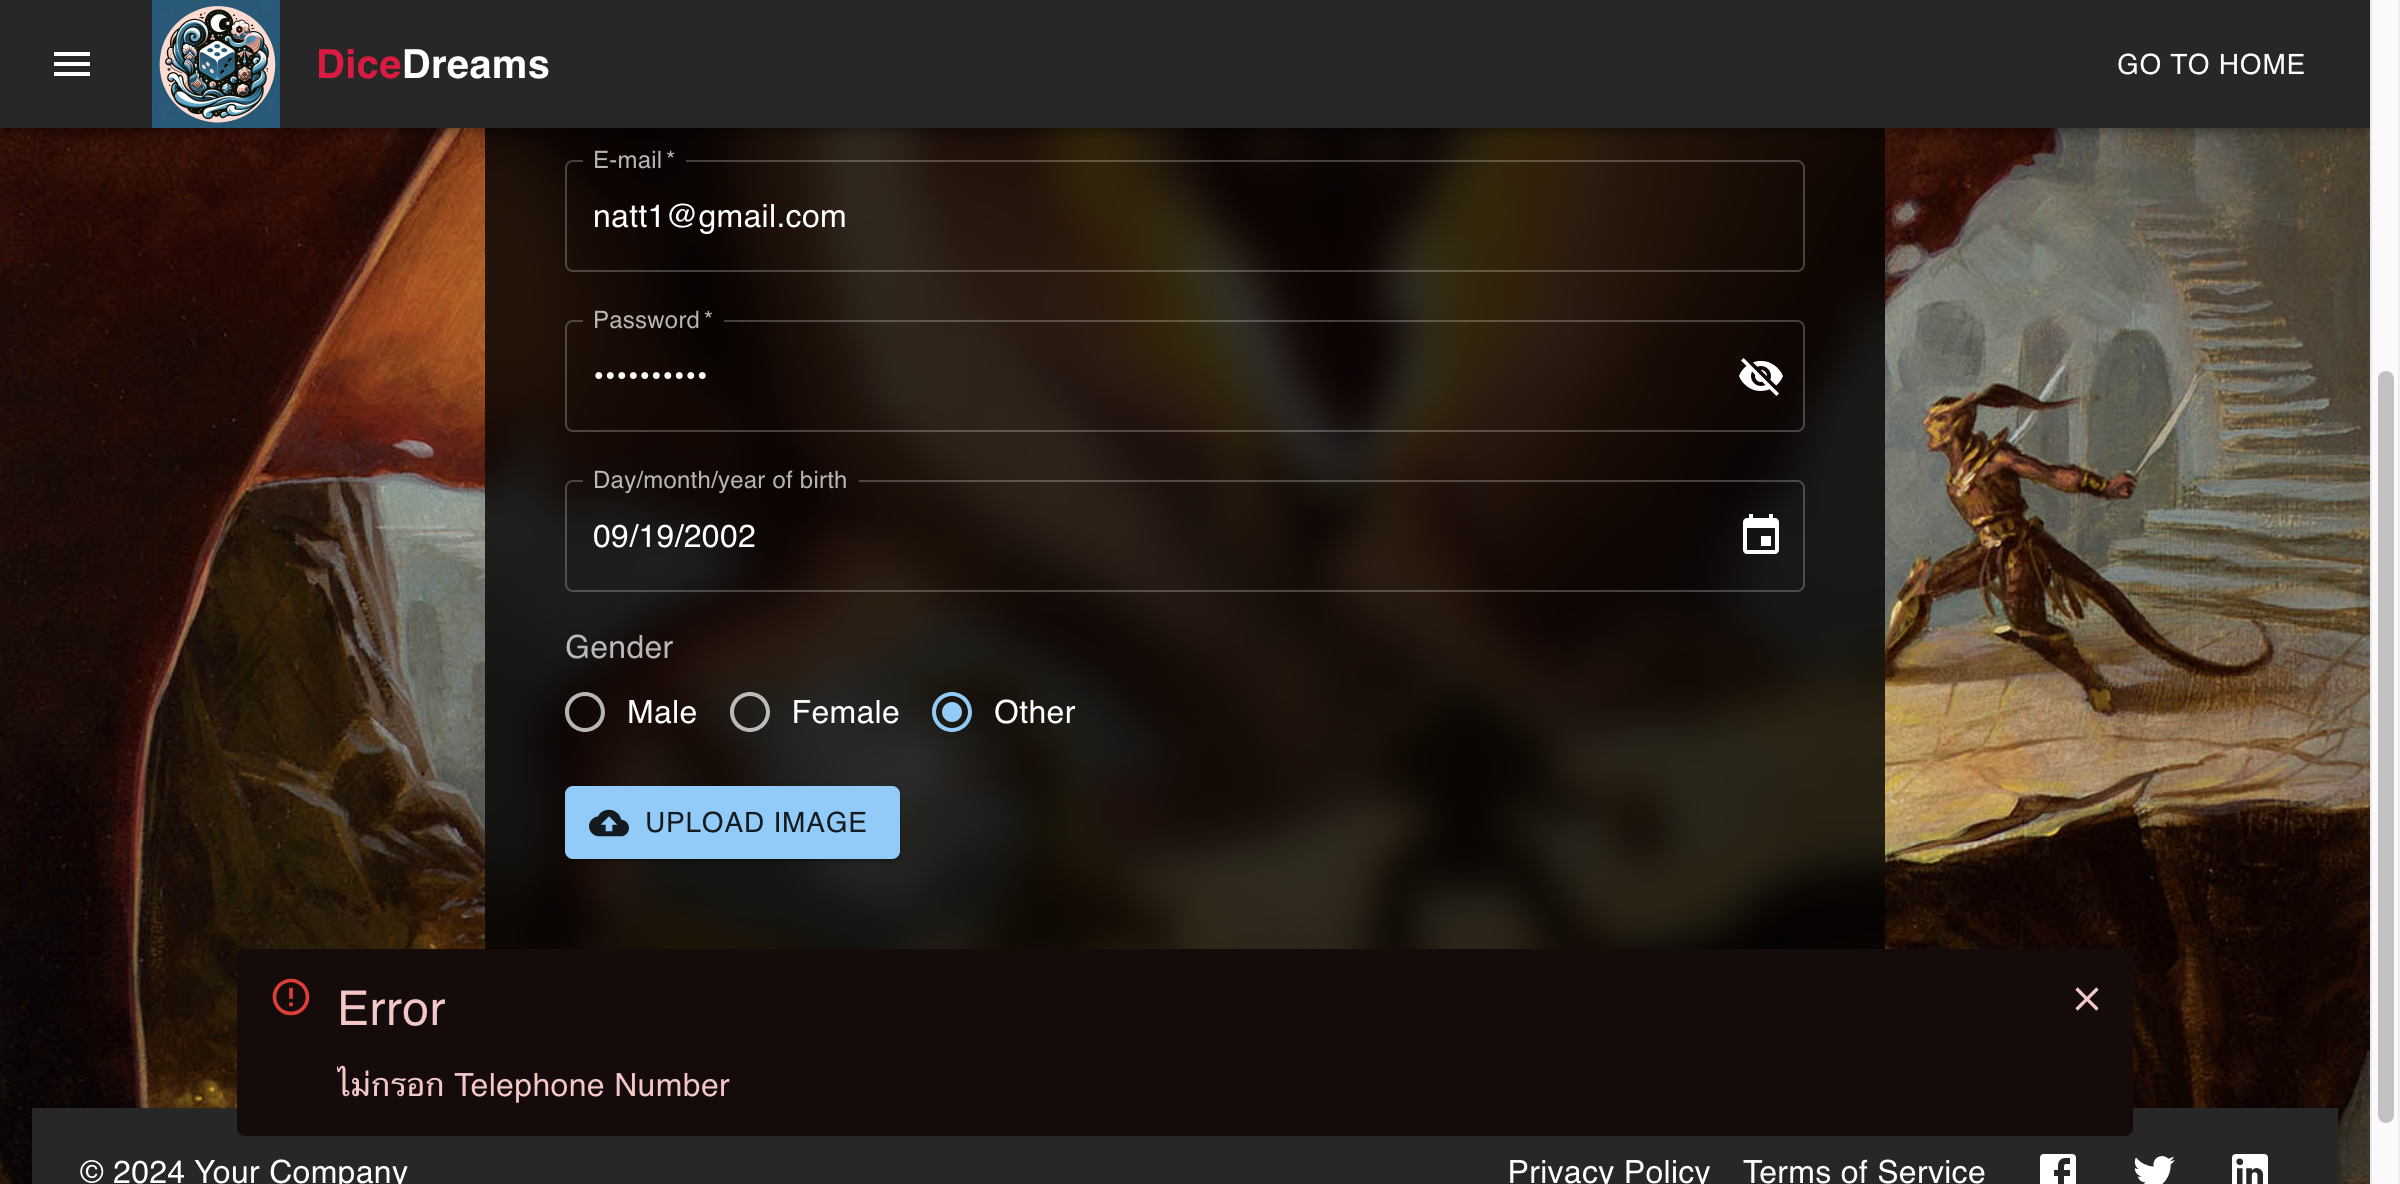 DiceDreams
GO TO HOME
E-mail *
natt1@gmail.com
Password *
••••••••••
Day/month/year of birth
09/19/2002
Gender
Male Female Other
UPLOAD IMAGE
Error
ไม่กรอก Telephone Number
© 2024 Your Company
Privacy Policy Terms of Service